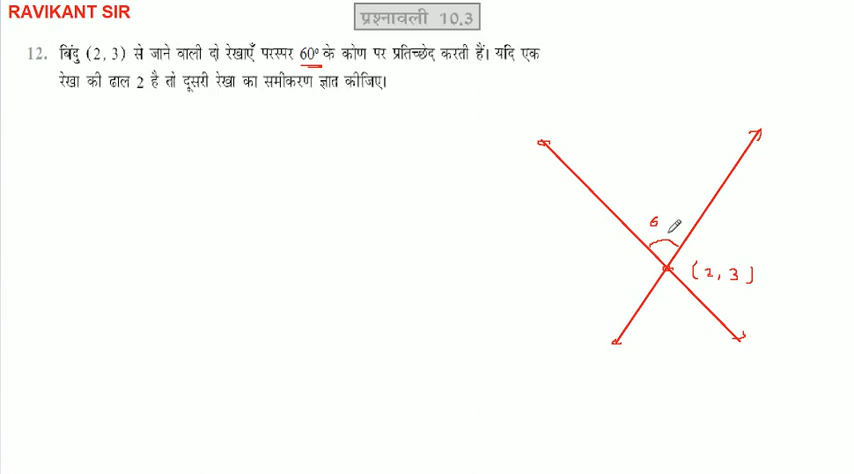 RAVIKANT SIR
प्रश्नावली 10.3
12. बिंदु (2, 3) से जाने वाली दो रेखाएँ परस्पर 60° के कोण पर प्रतिच्छेद करती हैं। यदि एक
रेखा की ढाल 2 है तो दूसरी रेखा का समीकरण ज्ञात कीजिए।
6
(2, 3)